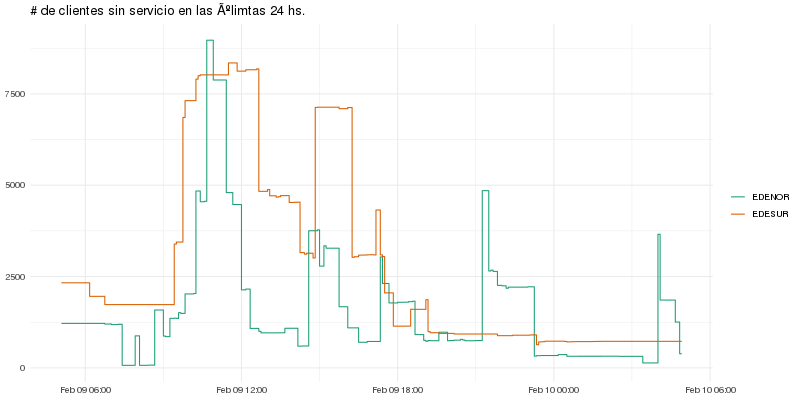 # de clientes sin servicio en las Ãºlimtas 24 hs.
7500
5000
2500
0
Feb 09 06:00
Feb 09 12:00
Feb 09 18:00
Feb 10 00:00
Feb 10 06:00
EDENOR
EDESUR